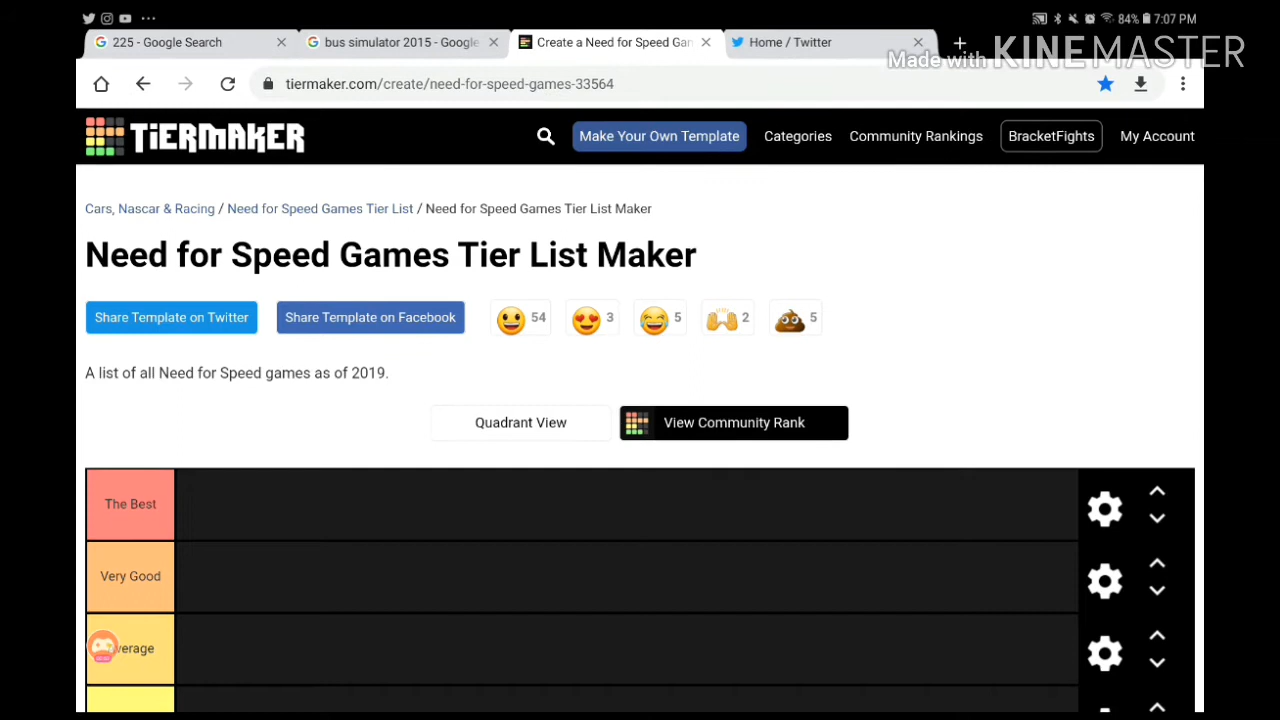 84% 7:07 PM
225 - Google Search
bus simulator 2015 - Google
Create a Need for Speed Gam
Home / Twitter
Made with KINEMASTER
tiermaker.com/create/need-for-speed-games-33564
TiERMAKER
Make Your Own Template
Categories
Community Rankings
BracketFights
My Account
Cars, Nascar & Racing / Need for Speed Games Tier List / Need for Speed Games Tier List Maker
Need for Speed Games Tier List Maker
Share Template on Twitter
Share Template on Facebook
54
3
5
2
5
A list of all Need for Speed games as of 2019.
Quadrant View
View Community Rank
The Best
Very Good
verage